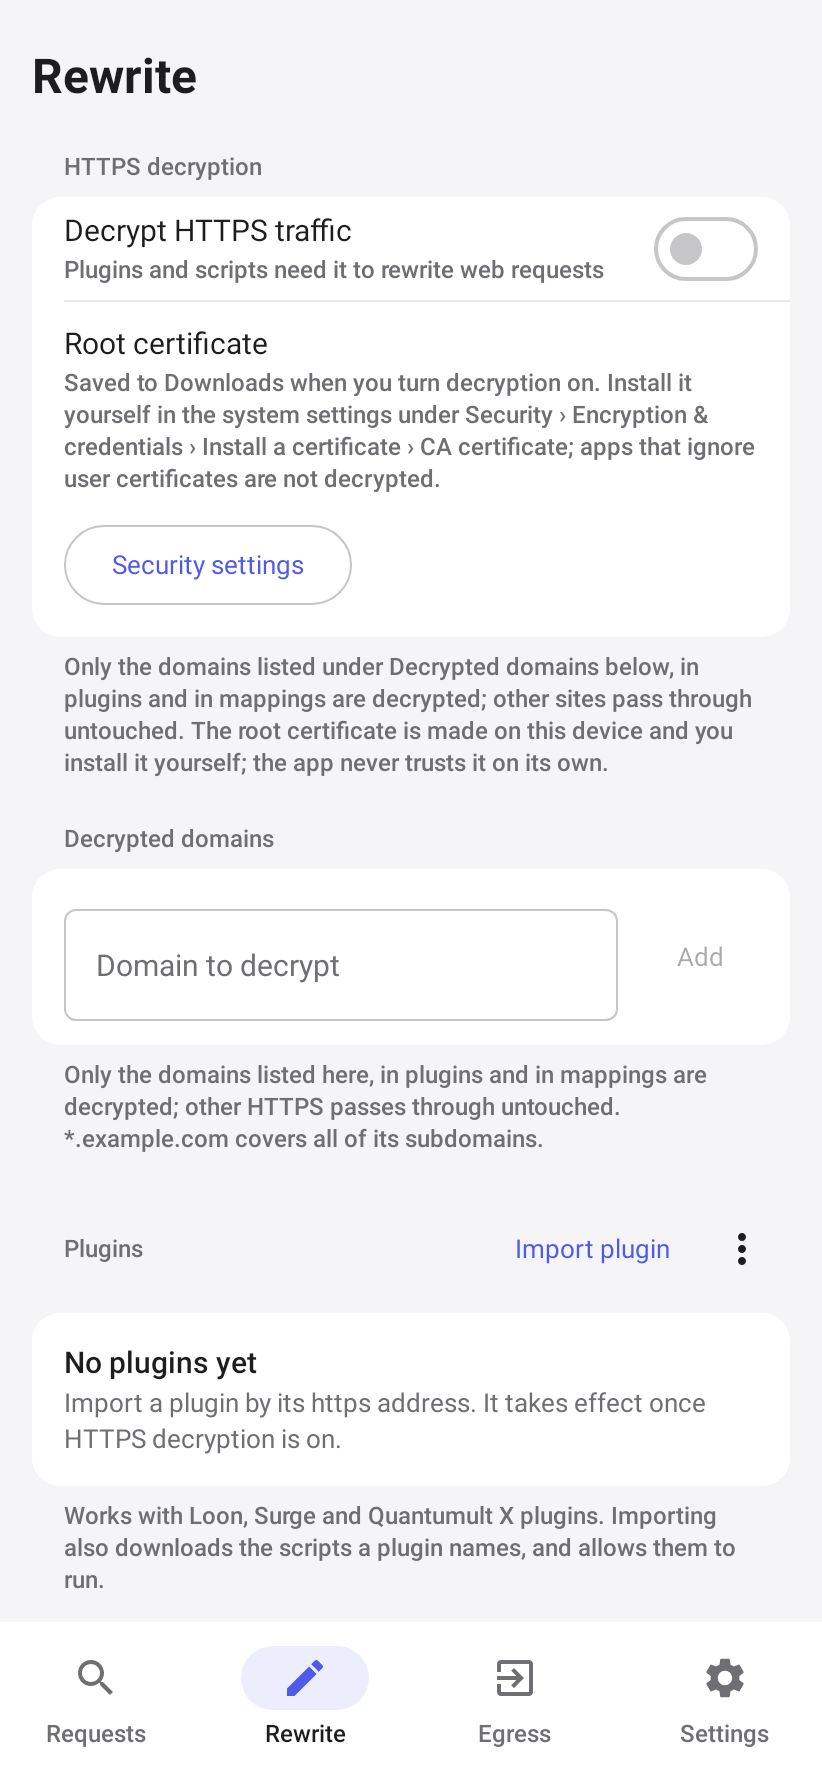 Rewrite
HTTPS decryption
Decrypt HTTPS traffic
Plugins and scripts need it to rewrite web requests
Root certificate
Saved to Downloads when you turn decryption on. Install it
yourself in the system settings under Security › Encryption &
credentials › Install a certificate › CA certificate; apps that ignore
user certificates are not decrypted.
Security settings
Only the domains listed under Decrypted domains below, in
plugins and in mappings are decrypted; other sites pass through
untouched. The root certificate is made on this device and you
install it yourself; the app never trusts it on its own.
Decrypted domains
Domain to decrypt
Add
Only the domains listed here, in plugins and in mappings are
decrypted; other HTTPS passes through untouched.
*.example.com covers all of its subdomains.
Plugins
Import plugin
No plugins yet
Import a plugin by its https address. It takes effect once
HTTPS decryption is on.
Works with Loon, Surge and Quantumult X plugins. Importing
also downloads the scripts a plugin names, and allows them to
run.
Requests
Rewrite
Egress
Settings